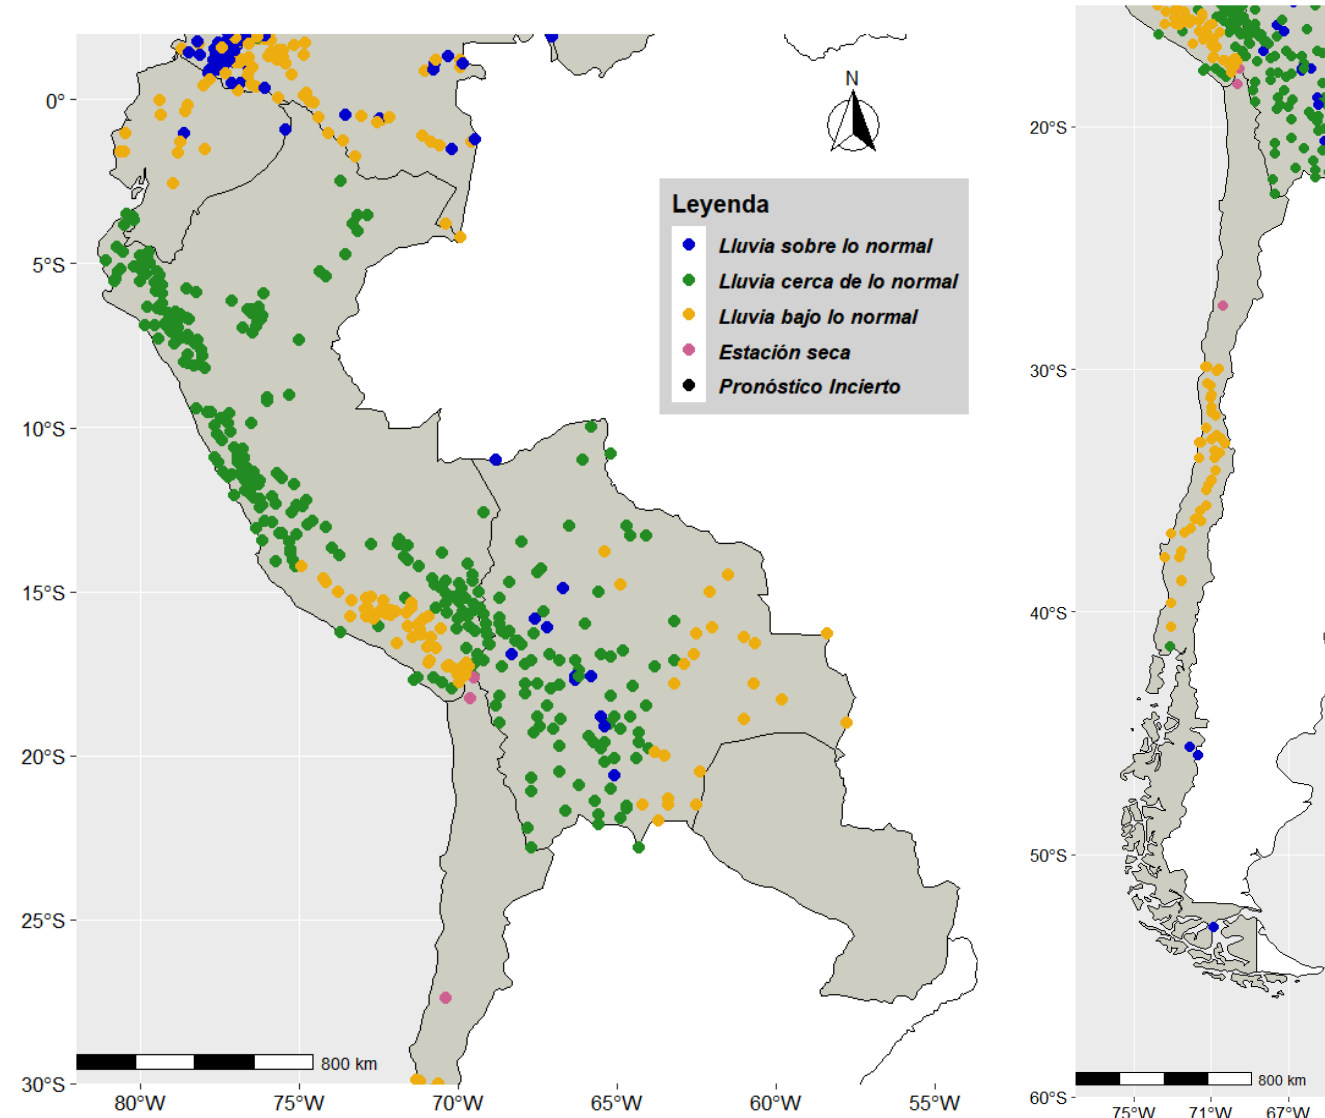 N
Leyenda
Lluvia sobre lo normal
Lluvia cerca de lo normal
Lluvia bajo lo normal
Estación seca
Pronóstico Incierto
0°
5°S
10°S
15°S
20°S
25°S
30°S
800 km
80°W
75°W
70°W
65°W
60°W
55°W
20°S
30°S
40°S
50°S
60°S
800 km
75°W
71°W
67°W